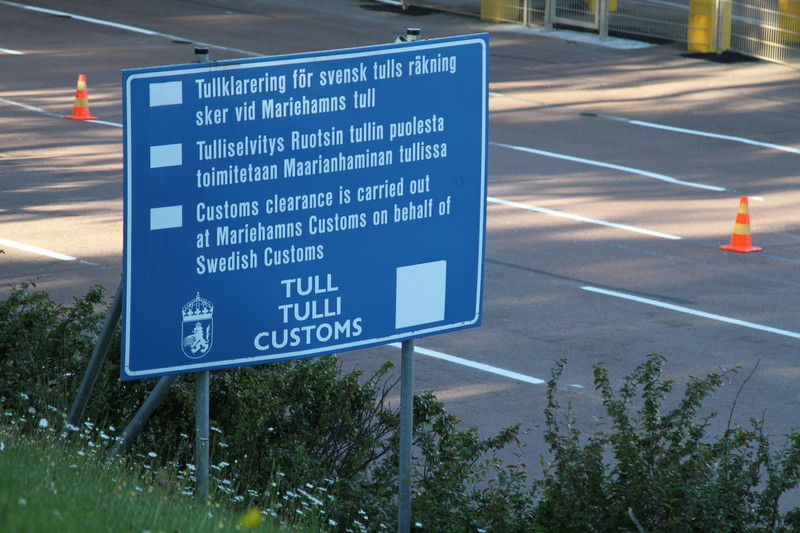 Tullklarering för svensk tulls räkning
sker vid Mariehamns tull
Tulliselvitys Ruotsin tullin puolesta
toimitetaan Maarianhaminan tullissa
Customs clearance is carried out
at Mariehamns Customs on behalf of
Swedish Customs
TULL
TULLI
CUSTOMS